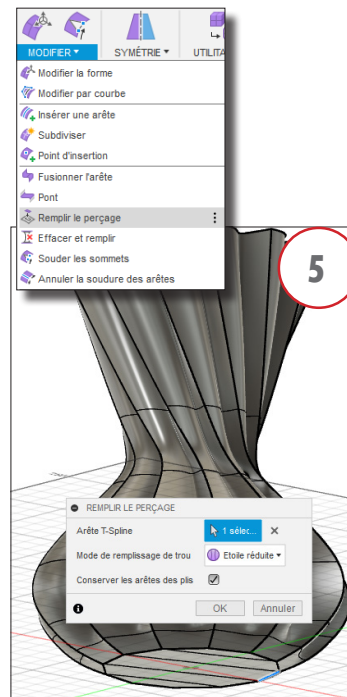 MODIFIER ▾ SYMÉTRIE ▾
Modifier la forme
Modifier par courbe
Insérer une arête
Subdiviser
Point d'insertion
Fusionner l'arête
Pont
Remplir le perçage
Effacer et remplir
Souder les sommets
Annuler la soudure des arêtes
5
REMPLIR LE PERÇAGE
Arête T-Spline 1 sélec...
Mode de remplissage de trou Etoile réduite ▾
Conserver les arêtes des plis
OK Annuler